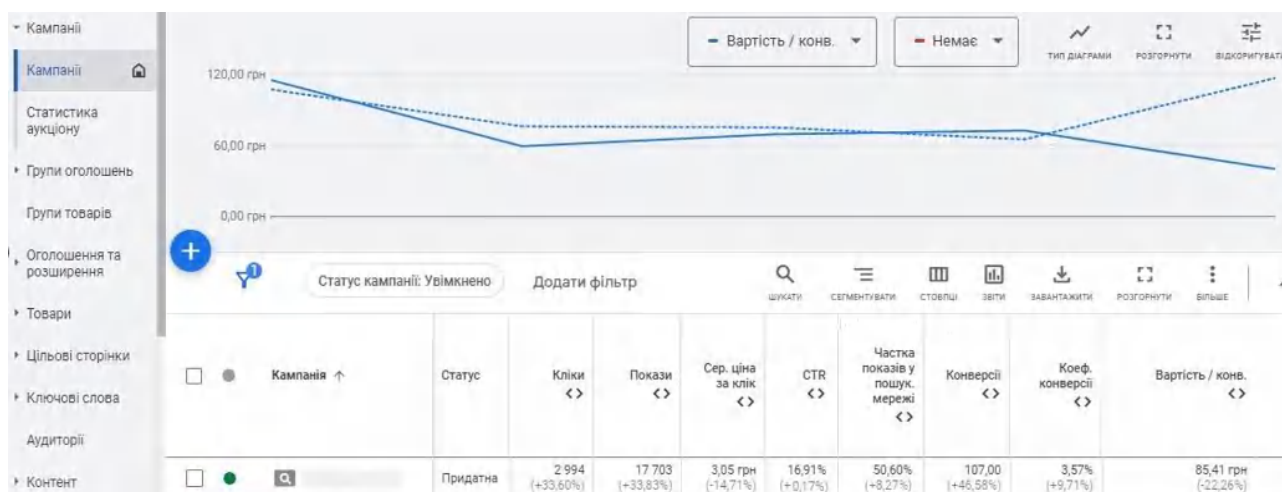 Кампанії
Кампанії
Статистика
аукціону
Групи оголошень
Групи товарів
Оголошення та
розширення
Товари
Цільові сторінки
Ключові слова
Аудиторії
Контент
Вартість / конв.
Немає
ТИП ДІАГРАМИ
РОЗГОРНУТИ
ВІДКОРИГУВАТИ
120,00 грн
60,00 грн
0,00 грн
1
Статус кампанії: Увімкнено
Додати фільтр
ШУКАТИ
СЕГМЕНТУВАТИ
СТОВПЦІ
ЗВІТИ
ЗАВАНТАЖИТИ
РОЗГОРНУТИ
БІЛЬШЕ
Кампанія ↑
Статус
Кліки
Покази
Сер. ціна
за клік
CTR
Частка
показів у
пошук.
мережі
Конверсії
Коеф.
конверсії
Вартість / конв.
Придатна
2 994
(+33,60%)
17 703
(+33,83%)
3,05 грн
(-14,71%)
16,91%
(+0,17%)
50,60%
(+8,27%)
107,00
(+46,58%)
3,57%
(+9,71%)
85,41 грн
(-22,26%)